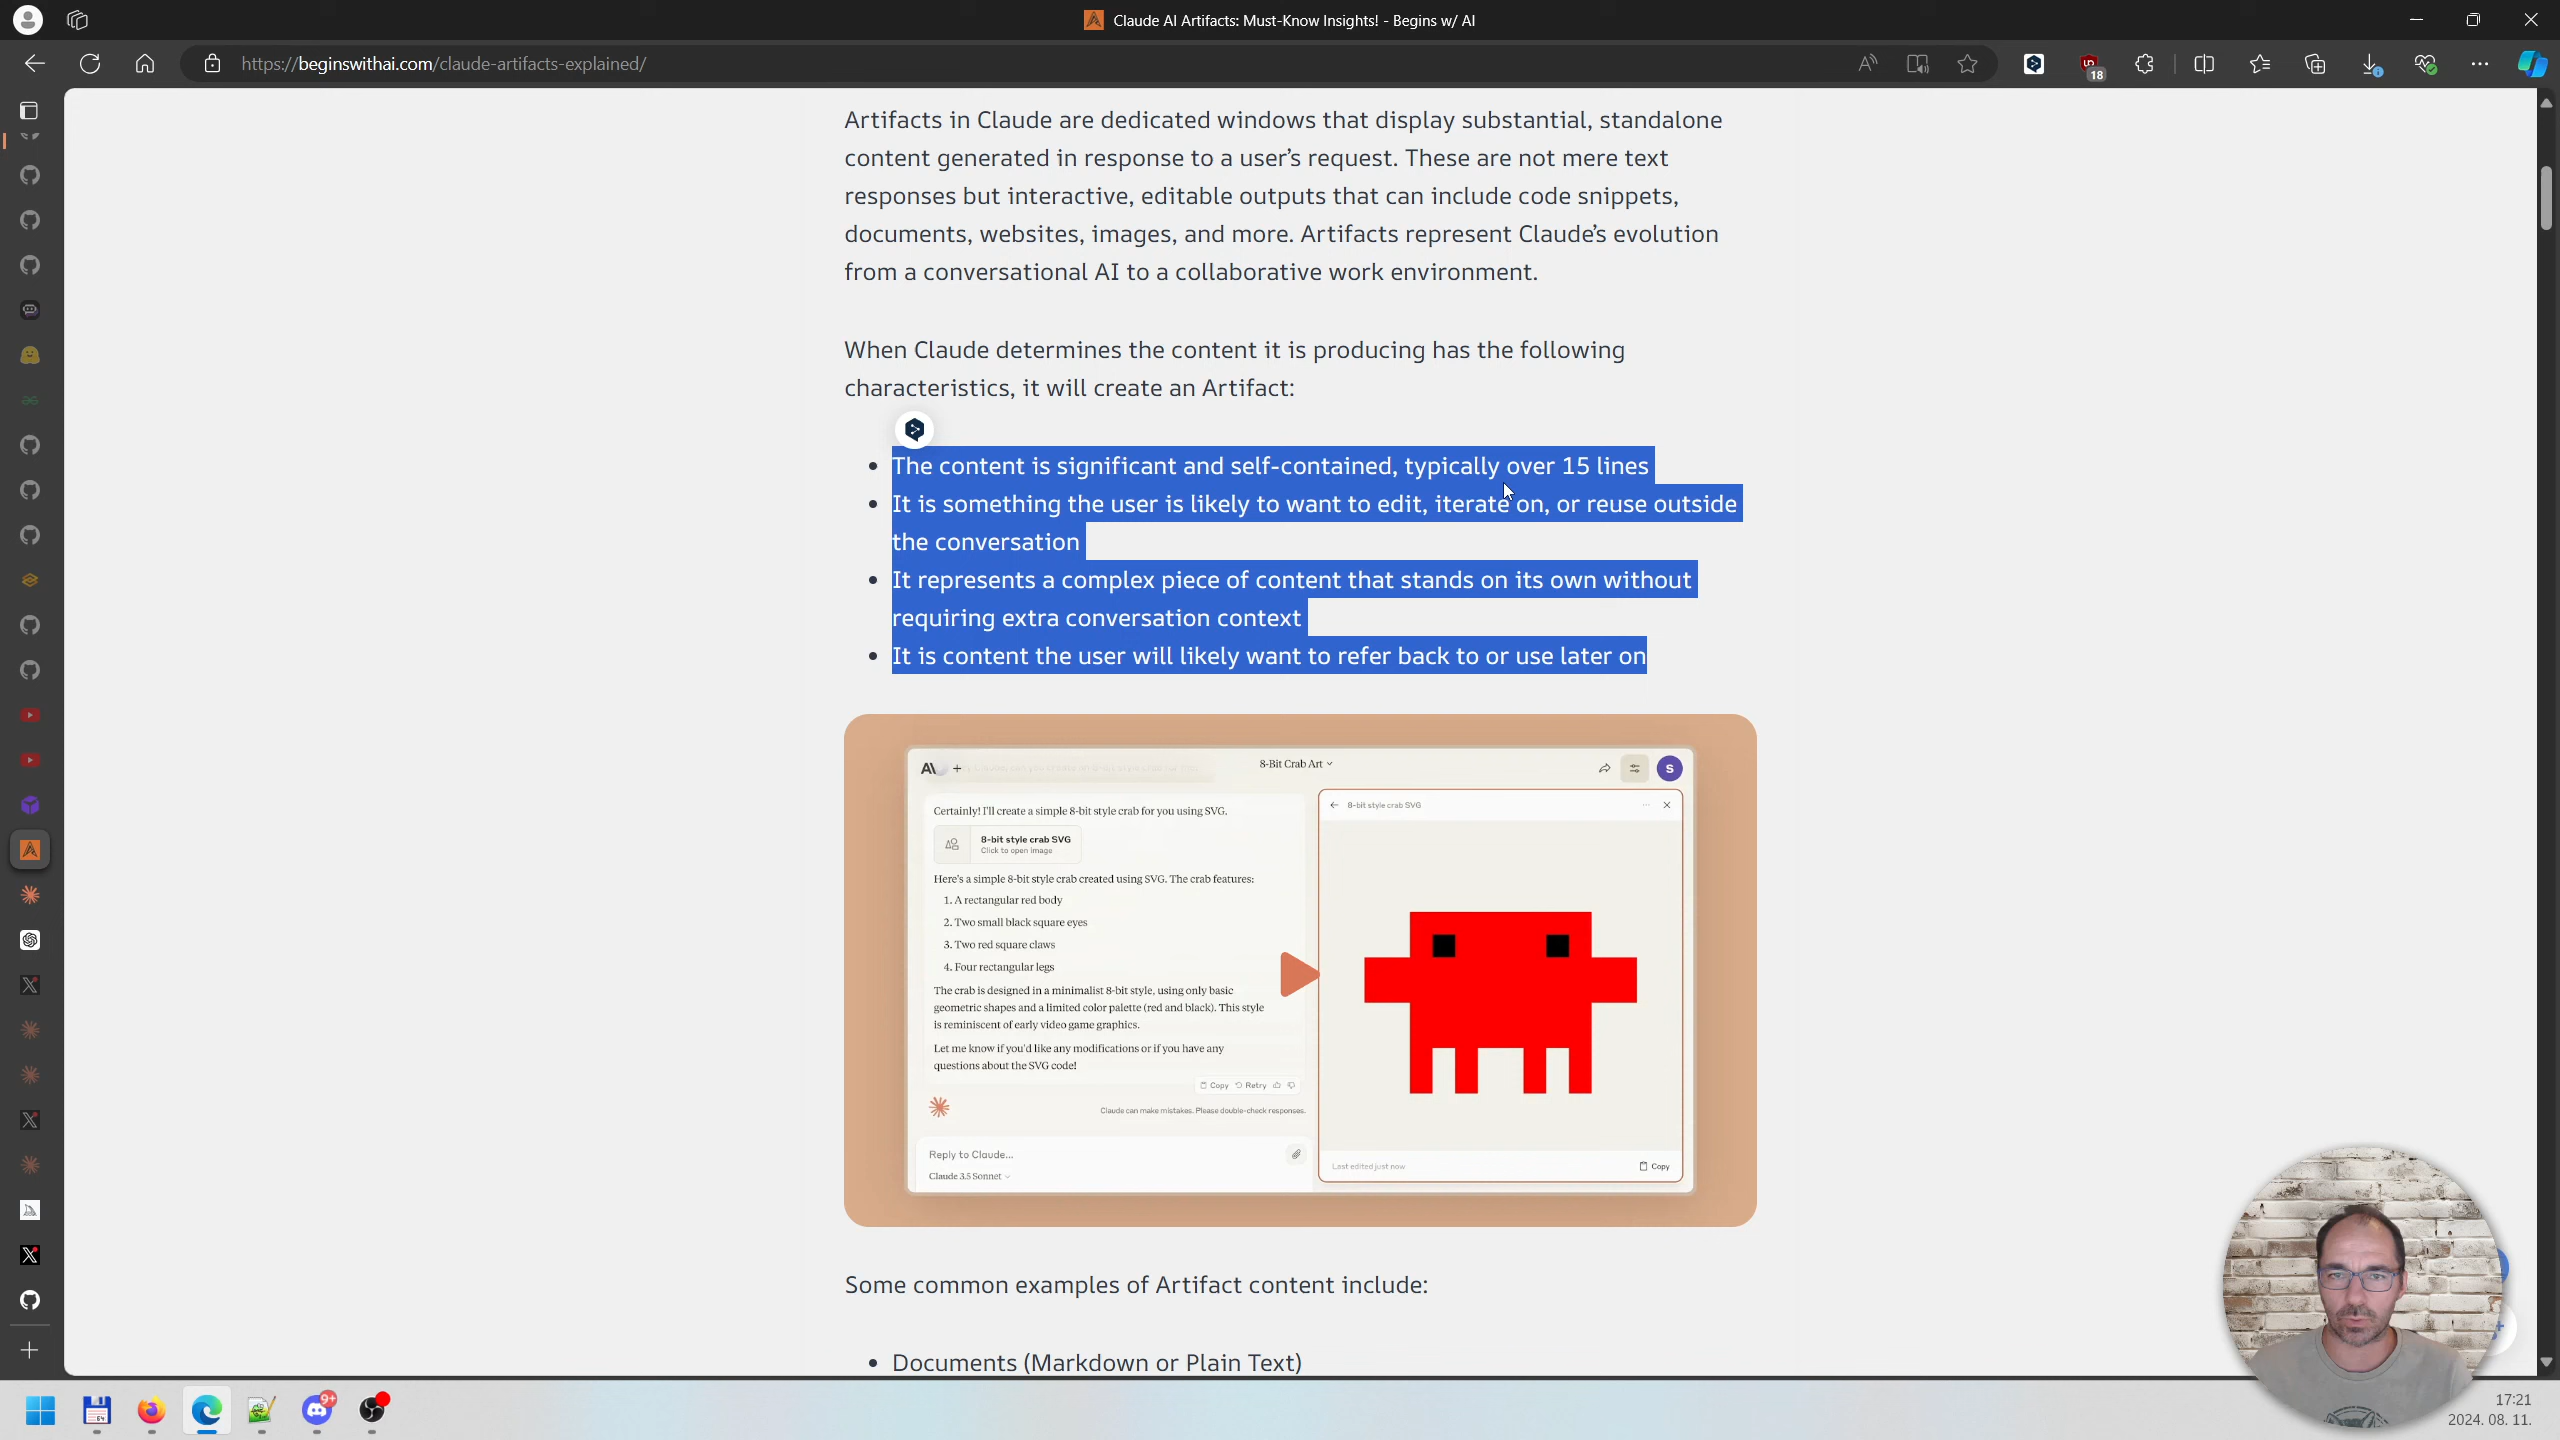 Claude AI Artifacts: Must-Know Insights! - Begins w/ AI
https://beginswithai.com/claude-artifacts-explained/
18
Artifacts in Claude are dedicated windows that display substantial, standalone
content generated in response to a user’s request. These are not mere text
responses but interactive, editable outputs that can include code snippets,
documents, websites, images, and more. Artifacts represent Claude’s evolution
from a conversational AI to a collaborative work environment.
When Claude determines the content it is producing has the following
characteristics, it will create an Artifact:
The content is significant and self-contained, typically over 15 lines
It is something the user is likely to want to edit, iterate on, or reuse outside
the conversation
It represents a complex piece of content that stands on its own without
requiring extra conversation context
It is content the user will likely want to refer back to or use later on
8-Bit Crab Art
S
Certainly! I'll create a simple 8-bit style crab for you using SVG.
8-bit style crab SVG
Click to open image
Here's a simple 8-bit style crab created using SVG. The crab features:
1. A rectangular red body
2. Two small black square eyes
3. Two red square claws
4. Four rectangular legs
The crab is designed in a minimalist 8-bit style, using only basic
geometric shapes and a limited color palette (red and black). This style
is reminiscent of early video game graphics.
Let me know if you'd like any modifications or if you have any
questions about the SVG code!
Copy Retry
Claude can make mistakes. Please double-check responses.
Reply to Claude...
Claude 3.5 Sonnet
8-bit style crab SVG
Last edited just now
Copy
Some common examples of Artifact content include:
Documents (Markdown or Plain Text)
64
9+
17:21
2024. 08. 11.